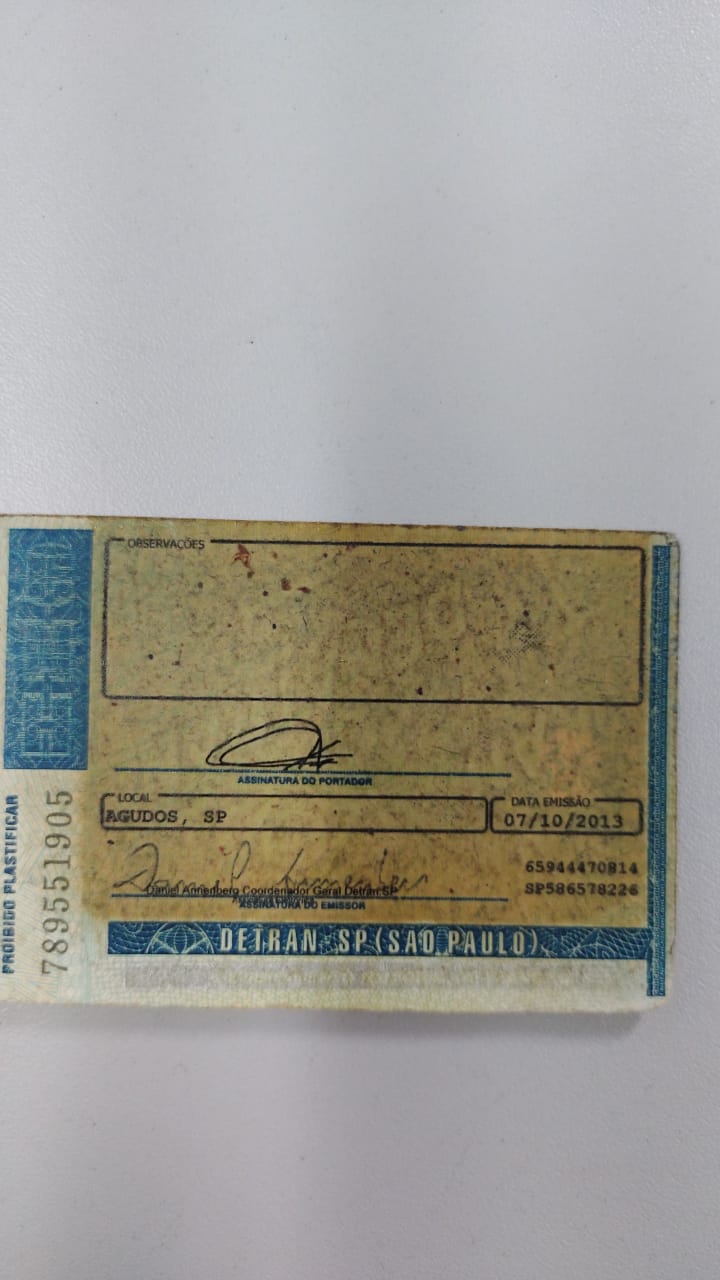 OBSERVAÇÕES
ASSINATURA DO PORTADOR
LOCAL
AGUDOS, SP
DATA EMISSÃO
07/10/2013
65944470814
SP586578226
Daniel Annenberg Coordenador Geral Detran SP
ASSINATURA DO EMISSOR
DETRAN-SP(SAO PAULO)
PROIBIDO PLASTIFICAR
789551905